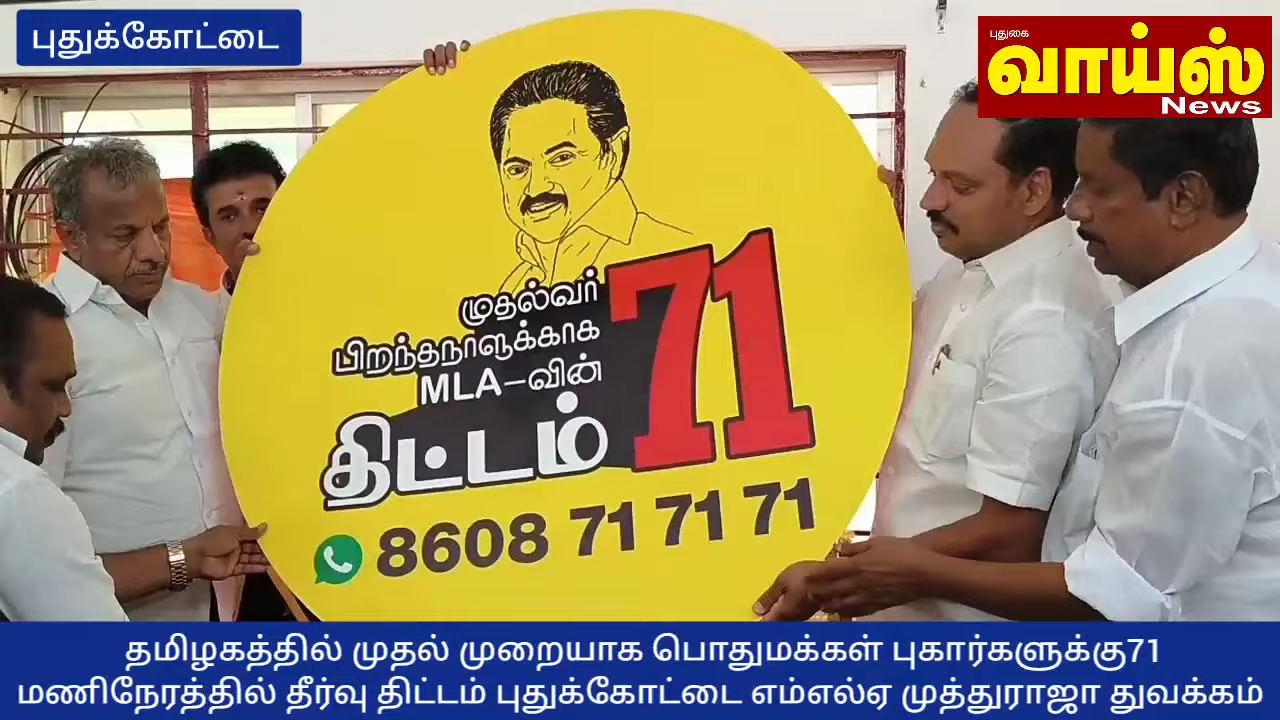 புதுக்கோட்டை
புதுகை
வாய்ஸ்
News
முதல்வர்
பிறந்தநாளுக்காக
MLA-வின்
திட்டம் 71
8608 71 71 71
தமிழகத்தில் முதல் முறையாக பொதுமக்கள் புகார்களுக்கு71
மணிநேரத்தில் தீர்வு திட்டம் புதுக்கோட்டை எம்எல்ஏ முத்துராஜா துவக்கம்